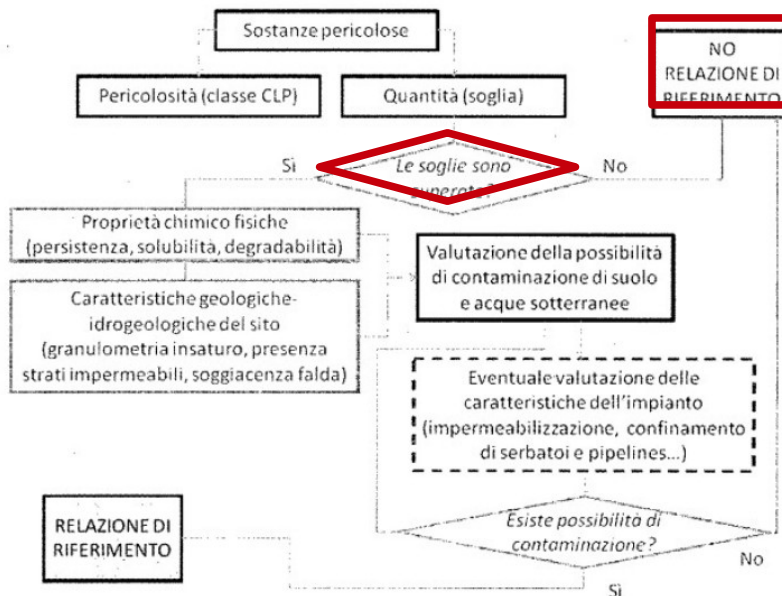 Sostanze pericolose
NO
RELAZIONE DI
RIFERIMENTO
Pericolosità (classe CLP)
Quantità (soglia)
Sì
Le soglie sono
superate?
No
Proprietà chimico fisiche
(persistenza, solubilità, degradabilità)
Valutazione della possibilità
di contaminazione di suolo
e acque sotterranee
Caratteristiche geologiche-
idrogeologiche del sito
(granulometria insaturo, presenza
strati impermeabili, soggiacenza falda)
Eventuale valutazione delle
caratteristiche dell'impianto
(impermeabilizzazione, confinamento
di serbatoi e pipelines...)
RELAZIONE DI
RIFERIMENTO
Esiste possibilità di
contaminazione?
No
Sì